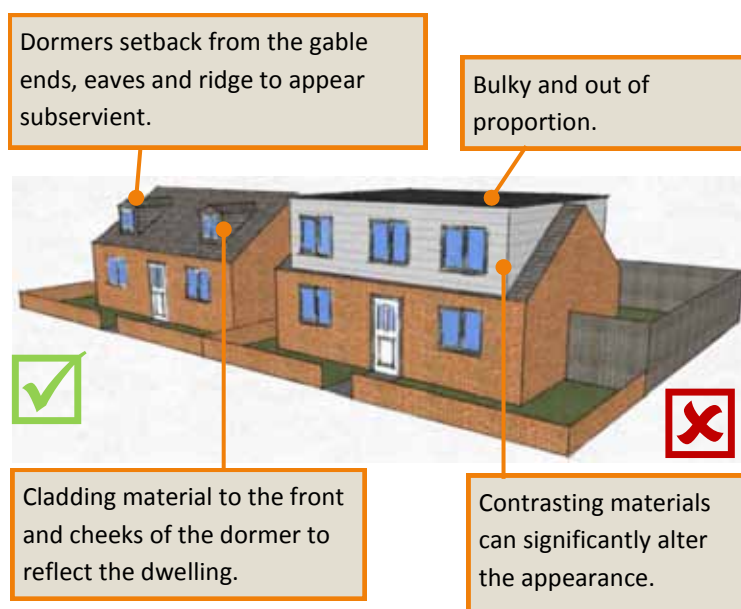 Dormers setback from the gable
ends, eaves and ridge to appear
subservient.
Bulky and out of
proportion.
Cladding material to the front
and cheeks of the dormer to
reflect the dwelling.
Contrasting materials
can significantly alter
the appearance.